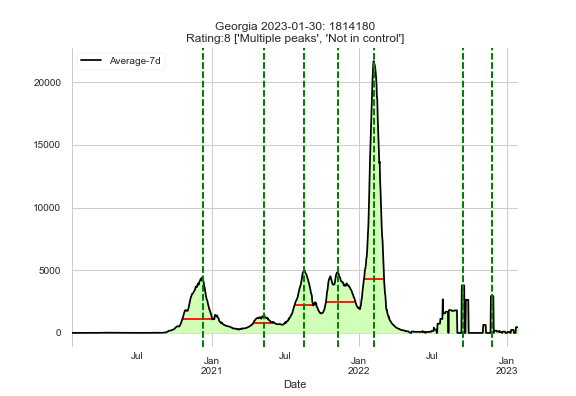 Georgia 2023-01-30: 1814180
Rating:8 ['Multiple peaks', 'Not in control']
Average-7d
20000
15000
10000
5000
0
Jul
Jan
2021
Jul
Jan
2022
Jul
Jan
2023
Date